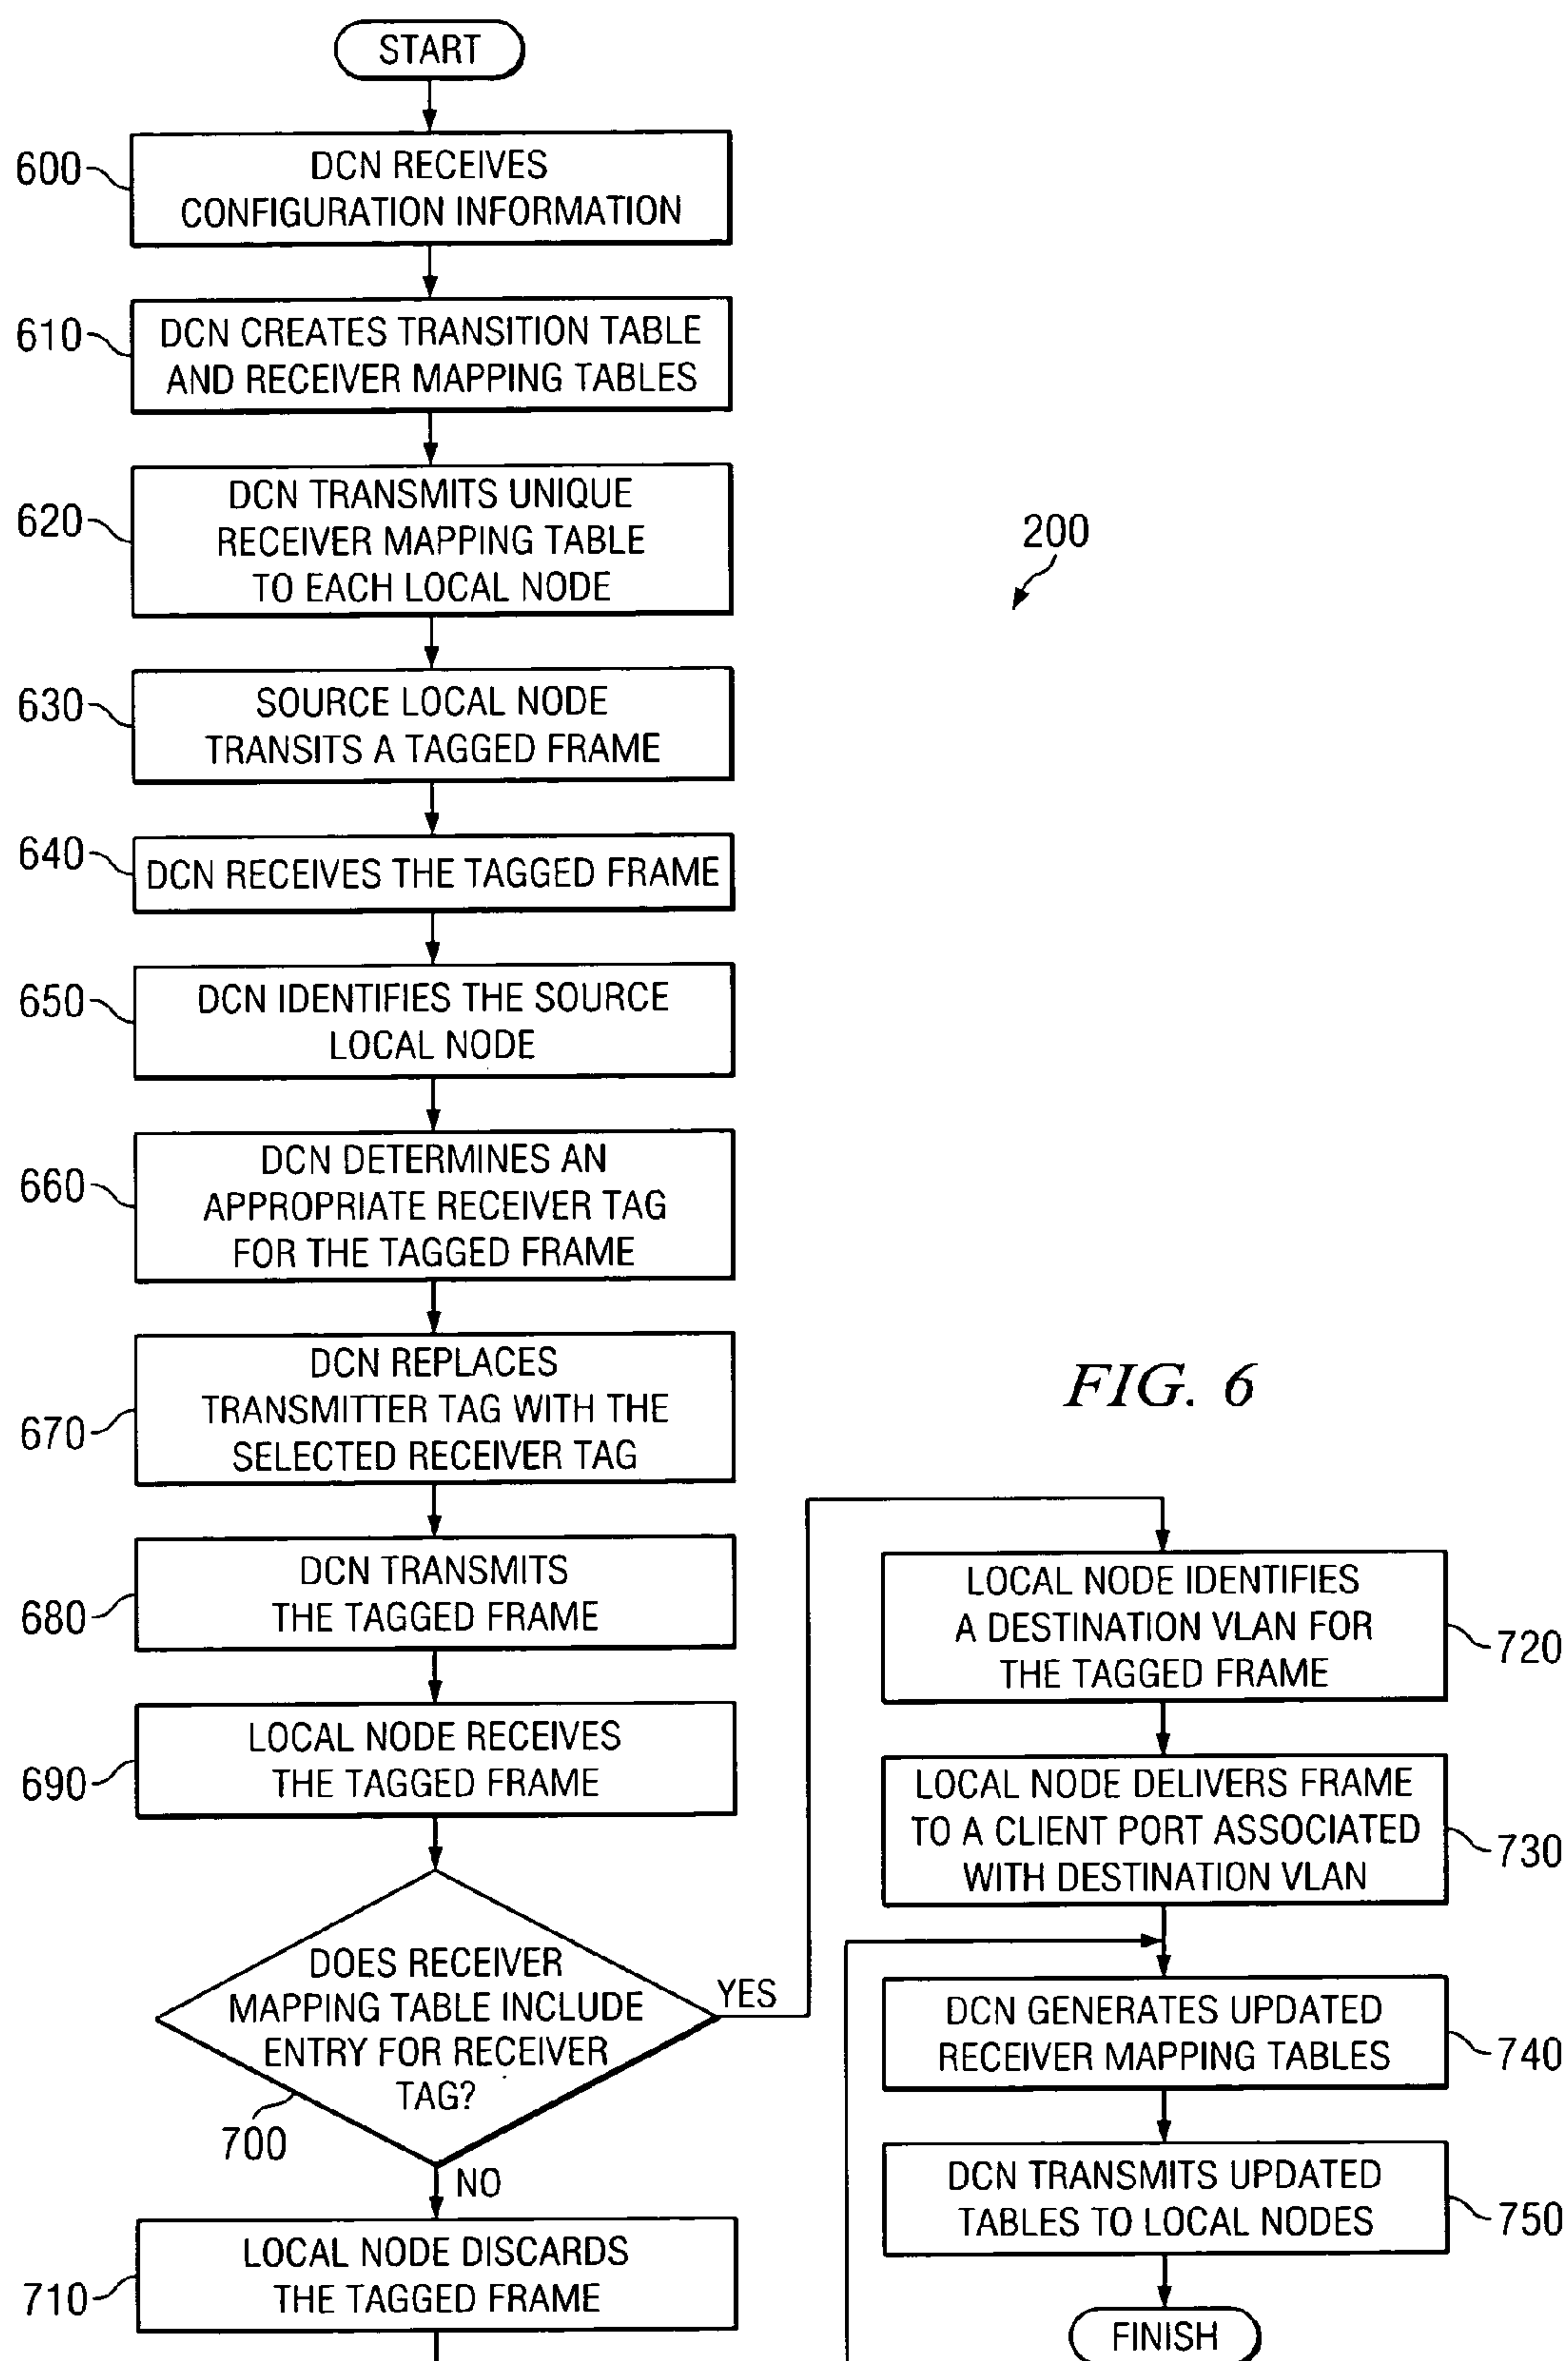 START
600
DCN RECEIVES
CONFIGURATION INFORMATION
610
DCN CREATES TRANSITION TABLE
AND RECEIVER MAPPING TABLES
620
DCN TRANSMITS UNIQUE
RECEIVER MAPPING TABLE
TO EACH LOCAL NODE
200
630
SOURCE LOCAL NODE
TRANSITS A TAGGED FRAME
640
DCN RECEIVES THE TAGGED FRAME
650
DCN IDENTIFIES THE SOURCE
LOCAL NODE
660
DCN DETERMINES AN
APPROPRIATE RECEIVER TAG
FOR THE TAGGED FRAME
670
DCN REPLACES
TRANSMITTER TAG WITH THE
SELECTED RECEIVER TAG
FIG. 6
680
DCN TRANSMITS
THE TAGGED FRAME
690
LOCAL NODE RECEIVES
THE TAGGED FRAME
DOES RECEIVER
MAPPING TABLE INCLUDE
ENTRY FOR RECEIVER
TAG?
700
YES
NO
710
LOCAL NODE DISCARDS
THE TAGGED FRAME
LOCAL NODE IDENTIFIES
A DESTINATION VLAN FOR
THE TAGGED FRAME
720
LOCAL NODE DELIVERS FRAME
TO A CLIENT PORT ASSOCIATED
WITH DESTINATION VLAN
730
DCN GENERATES UPDATED
RECEIVER MAPPING TABLES
740
DCN TRANSMITS UPDATED
TABLES TO LOCAL NODES
750
FINISH